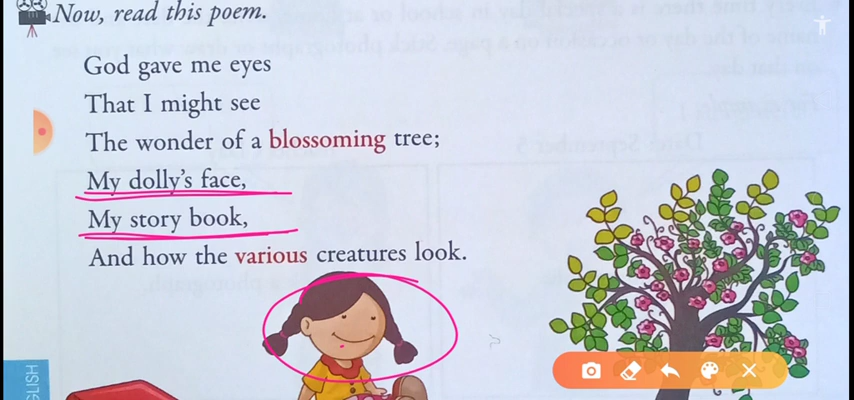 Now, read this poem.
God gave me eyes
That I might see
The wonder of a blossoming tree;
My dolly's face,
My story book,
And how the various creatures look.
GLISH